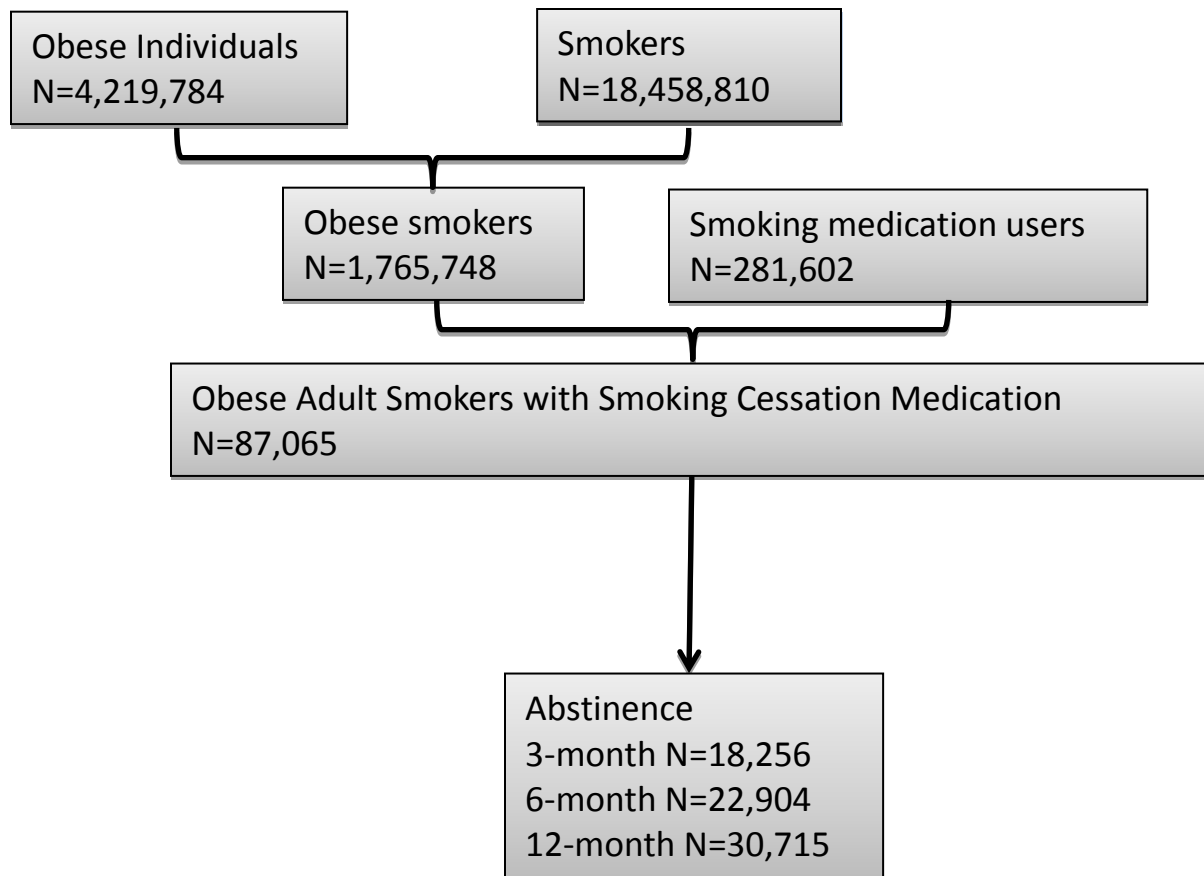 Obese Individuals
N=4,219,784
Smokers
N=18,458,810
Obese smokers
N=1,765,748
Smoking medication users
N=281,602
Obese Adult Smokers with Smoking Cessation Medication
N=87,065
Abstinence
3-month N=18,256
6-month N=22,904
12-month N=30,715